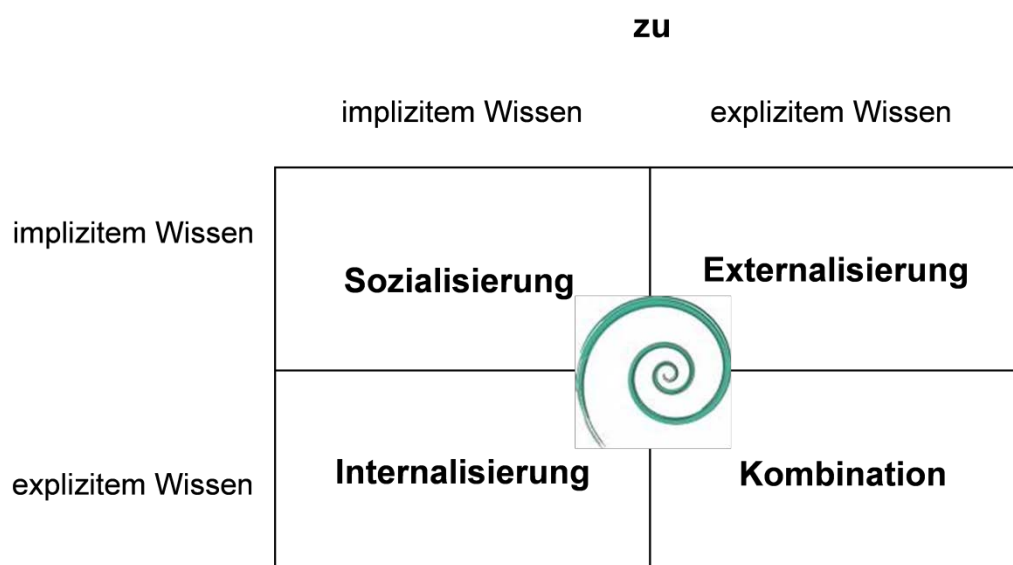 zu
implizitem Wissen
explizitem Wissen
implizitem Wissen
Sozialisierung
Externalisierung
explizitem Wissen
Internalisierung
Kombination